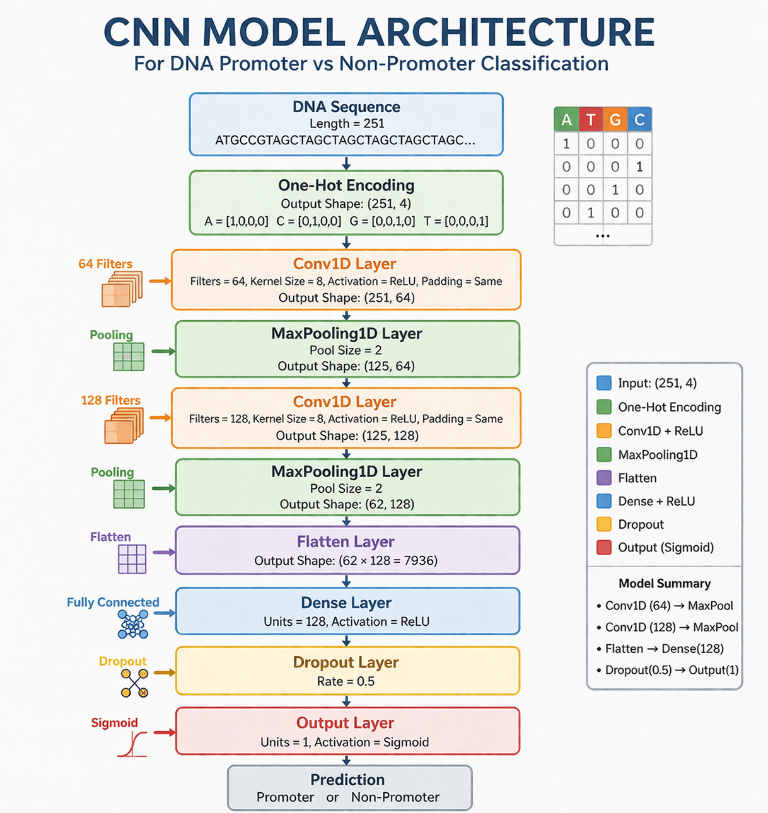 CNN MODEL ARCHITECTURE
For DNA Promoter vs Non-Promoter Classification
DNA Sequence
Length = 251
ATGCCGTAGCTAGCTAGCTAGCTAGCTAGC...
A T G C
1 0 0 0
0 0 0 1
0 0 1 0
0 1 0 0
...
One-Hot Encoding
Output Shape: (251, 4)
A = [1,0,0,0] C = [0,1,0,0] G = [0,0,1,0] T = [0,0,0,1]
64 Filters
Conv1D Layer
Filters = 64, Kernel Size = 8, Activation = ReLU, Padding = Same
Output Shape: (251, 64)
Pooling
MaxPooling1D Layer
Pool Size = 2
Output Shape: (125, 64)
128 Filters
Conv1D Layer
Filters = 128, Kernel Size = 8, Activation = ReLU, Padding = Same
Output Shape: (125, 128)
Pooling
MaxPooling1D Layer
Pool Size = 2
Output Shape: (62, 128)
Flatten
Flatten Layer
Output Shape: (62 × 128 = 7936)
Fully Connected
Dense Layer
Units = 128, Activation = ReLU
Dropout
Dropout Layer
Rate = 0.5
Sigmoid
Output Layer
Units = 1, Activation = Sigmoid
Prediction
Promoter or Non-Promoter
Input: (251, 4)
One-Hot Encoding
Conv1D + ReLU
MaxPooling1D
Flatten
Dense + ReLU
Dropout
Output (Sigmoid)
Model Summary
• Conv1D (64) → MaxPool
• Conv1D (128) → MaxPool
• Flatten → Dense(128)
• Dropout(0.5) → Output(1)